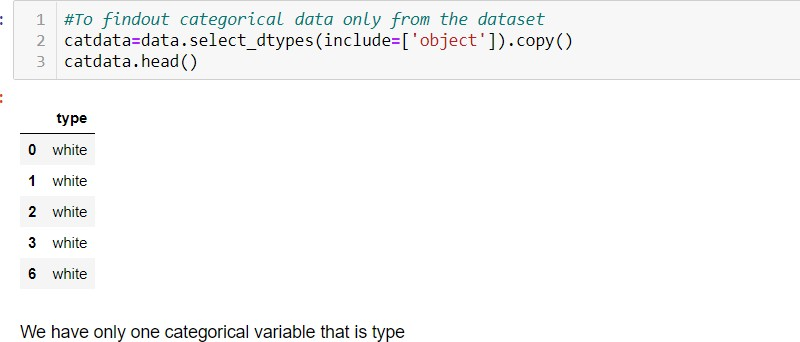 1 #To findout categorical data only from the dataset
2 catdata=data.select_dtypes(include=['object']).copy()
3 catdata.head()
type
0 white
1 white
2 white
3 white
6 white
We have only one categorical variable that is type